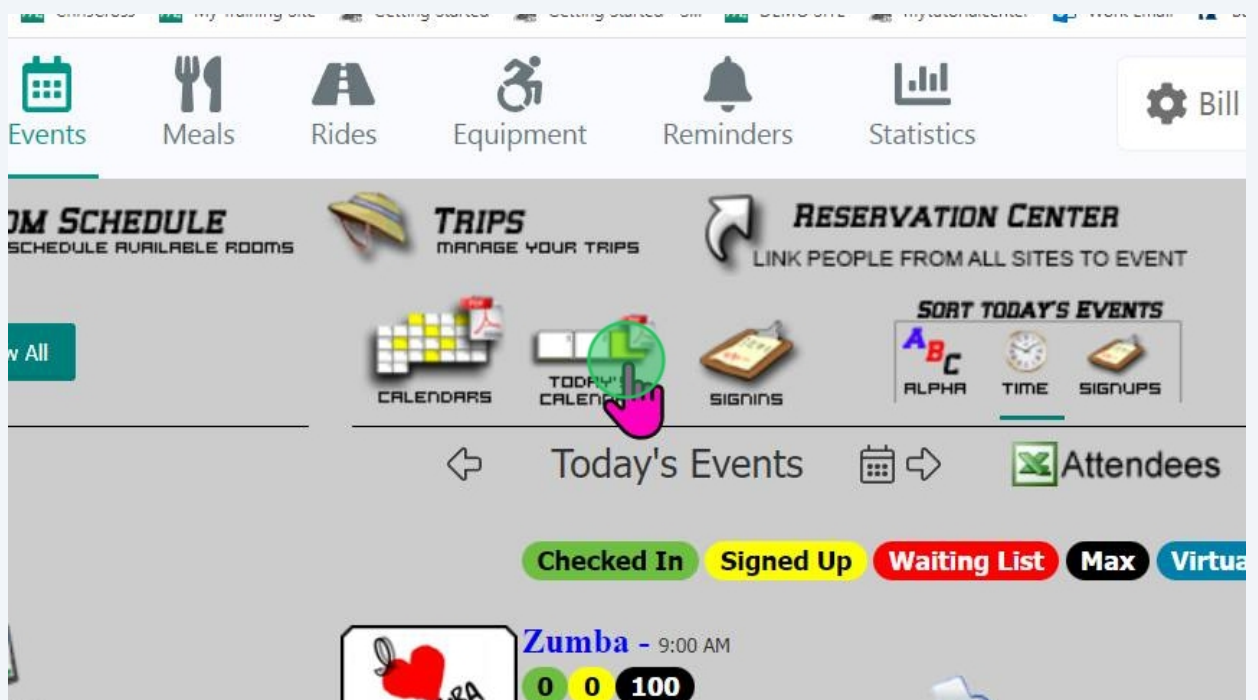 Events Meals Rides Equipment Reminders Statistics Bill
SCHEDULE TRIPS RESERVATION CENTER
SCHEDULE AVAILABLE ROOMS MANAGE YOUR TRIPS LINK PEOPLE FROM ALL SITES TO EVENT
SORT TODAY'S EVENTS
All
ABC
TODAY'S
CALENDARS SIGNINS ALPHA TIME SIGNUPS
Today's Events Attendees
Checked In Signed Up Waiting List Max
Zumba - 9:00 AM
0 0 100